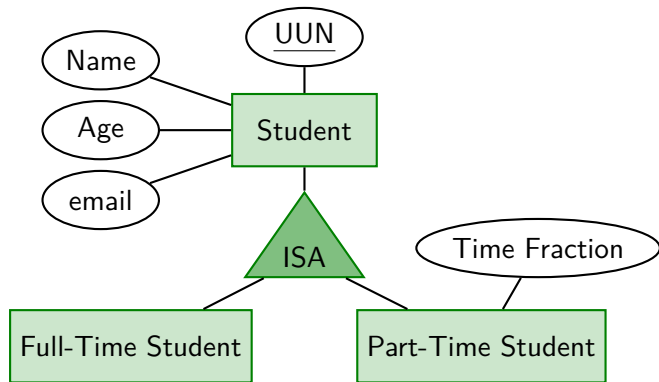 UUN
Name
Age
email
Student
ISA
Time Fraction
Full-Time Student
Part-Time Student